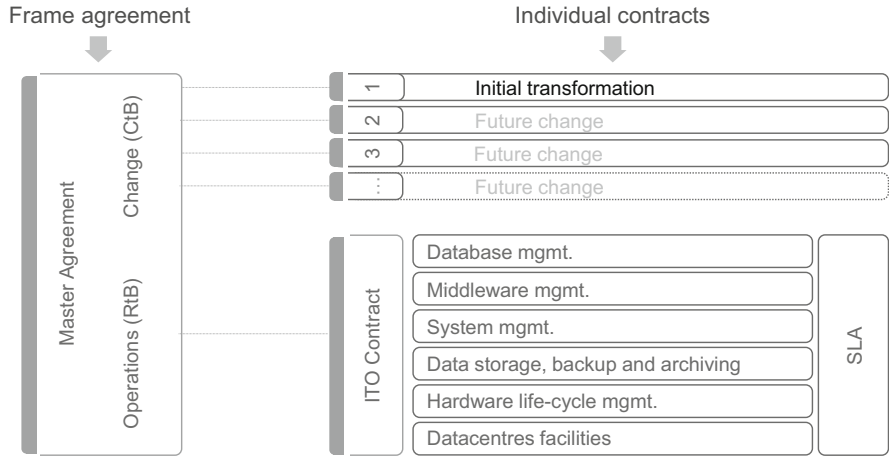 Frame agreement
Individual contracts
Master Agreement
Change (CtB)
Operations (RtB)
1
Initial transformation
2
Future change
3
Future change
...
Future change
ITO Contract
Database mgmt.
Middleware mgmt.
System mgmt.
Data storage, backup and archiving
Hardware life-cycle mgmt.
Datacentres facilities
SLA